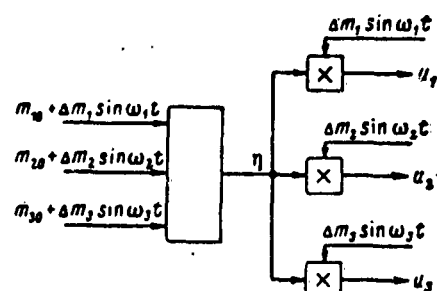 Δm₁ sin ω₁t
×
u₁
m₁₀ + Δm₁ sin ω₁t
Δm₂ sin ω₂t
m₂₀ + Δm₂ sin ω₂t
η
×
u₂
m₃₀ + Δm₃ sin ω₃t
Δm₃ sin ω₃t
×
u₃